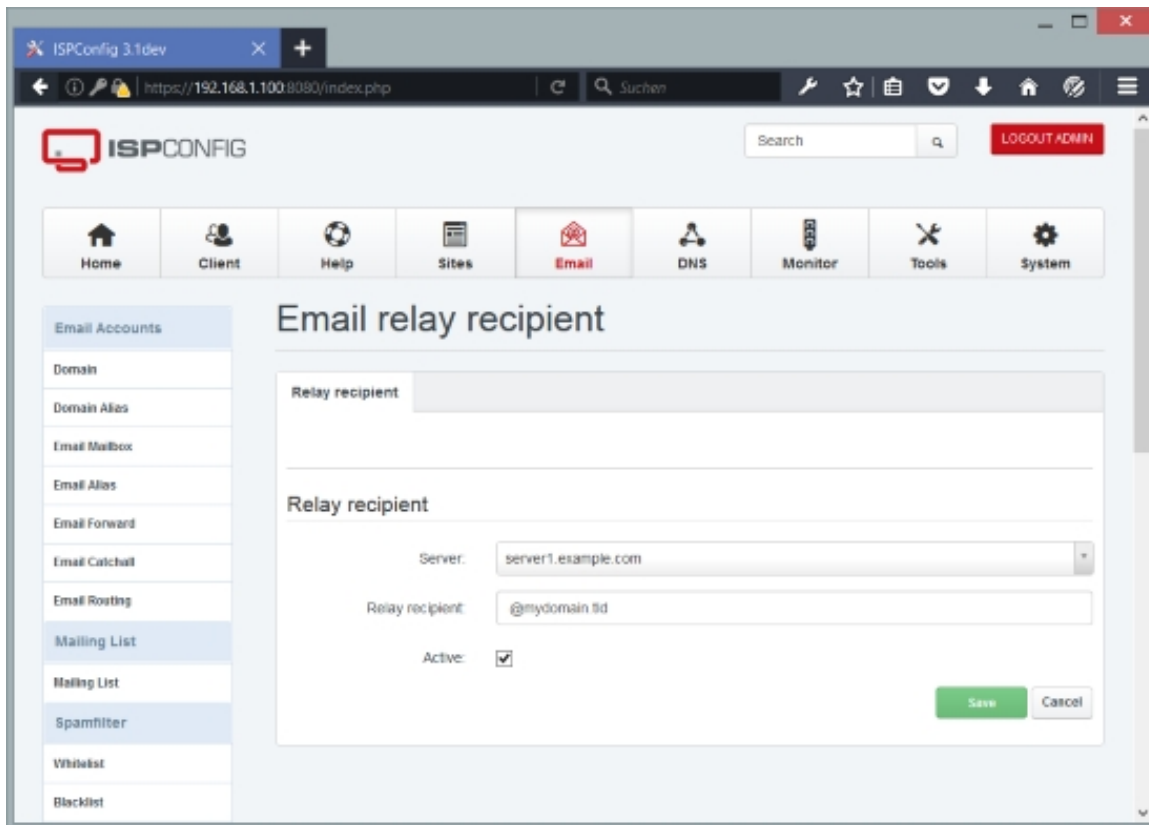 ISPConfig 3.1dev
https://192.168.1.100:8080/index.php
Suchen
ISPCONFIG
Search
LOGOUT ADMIN
Home
Client
Help
Sites
Email
DNS
Monitor
Tools
System
Email Accounts
Domain
Domain Alias
Email Mailbox
Email Alias
Email Forward
Email Catchall
Email Routing
Mailing List
Mailing List
Spamfilter
Whitelist
Blacklist
Email relay recipient
Relay recipient
Relay recipient
Server: server1.example.com
Relay recipient: @mydomain.tld
Active:
Save Cancel